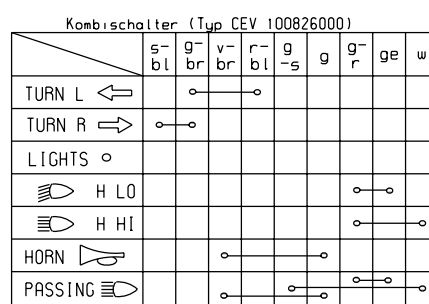 Kombischalter (Typ CEV 100826000)
s-bl g-br v-br r-bl g-s g g-r ge w
TURN L
TURN R
LIGHTS
H LO
H HI
HORN
PASSING